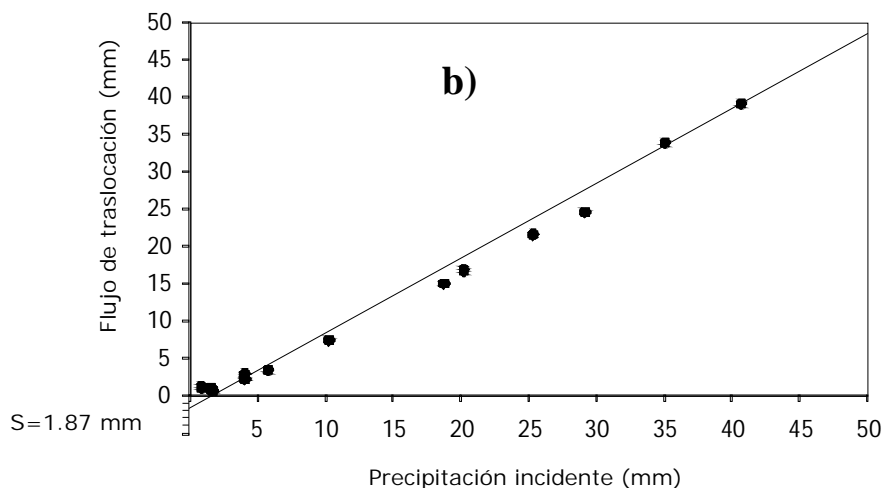 50
45
40
35
30
25
20
15
10
5
0
Flujo de traslocación (mm)
b)
S=1.87 mm
5 10 15 20 25 30 35 40 45 50
Precipitación incidente (mm)